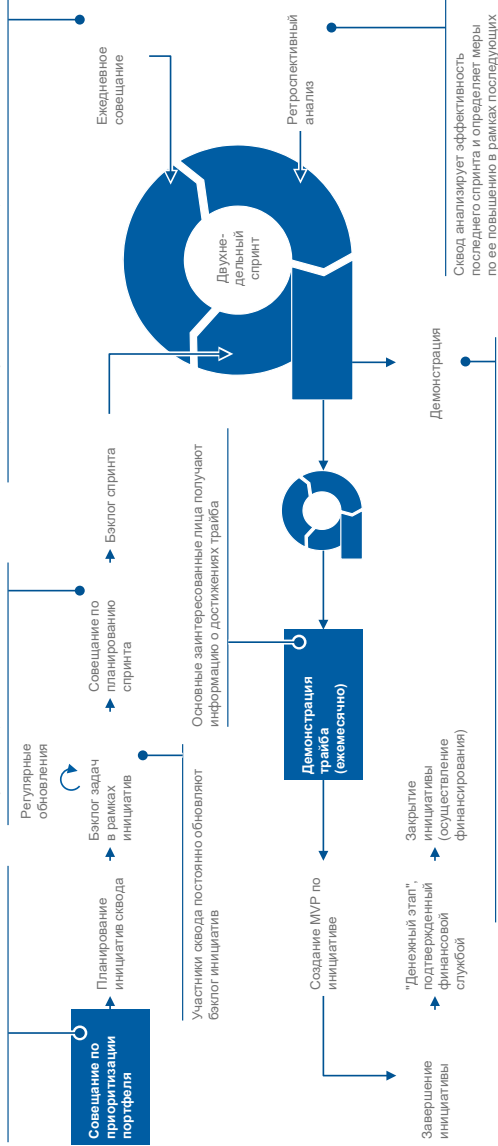 Совещание по
приоритизации
портфеля
Планирование
инициатив сквода
Регулярные
обновления
Бэклог задач
в рамках
инициатив
Участники сквода постоянно обновляют
бэклог инициатив
Совещание по
планированию
спринта
Бэклог спринта
Ежедневное
совещание
Двухне-
дельный
спринт
Ретроспективный
анализ
Сквод анализирует эффективность
последнего спринта и определяет меры
по ее повышению в рамках последующих
Демонстрация
Основные заинтересованные лица получают
информацию о достижениях трайба
Демонстрация
трайба
(ежемесячно)
Создание MVP по
инициативе
Завершение
инициативы
"Денежный этап",
подтвержденный
финансовой
службой
Закрытие
инициативы
(осуществление
финансирования)